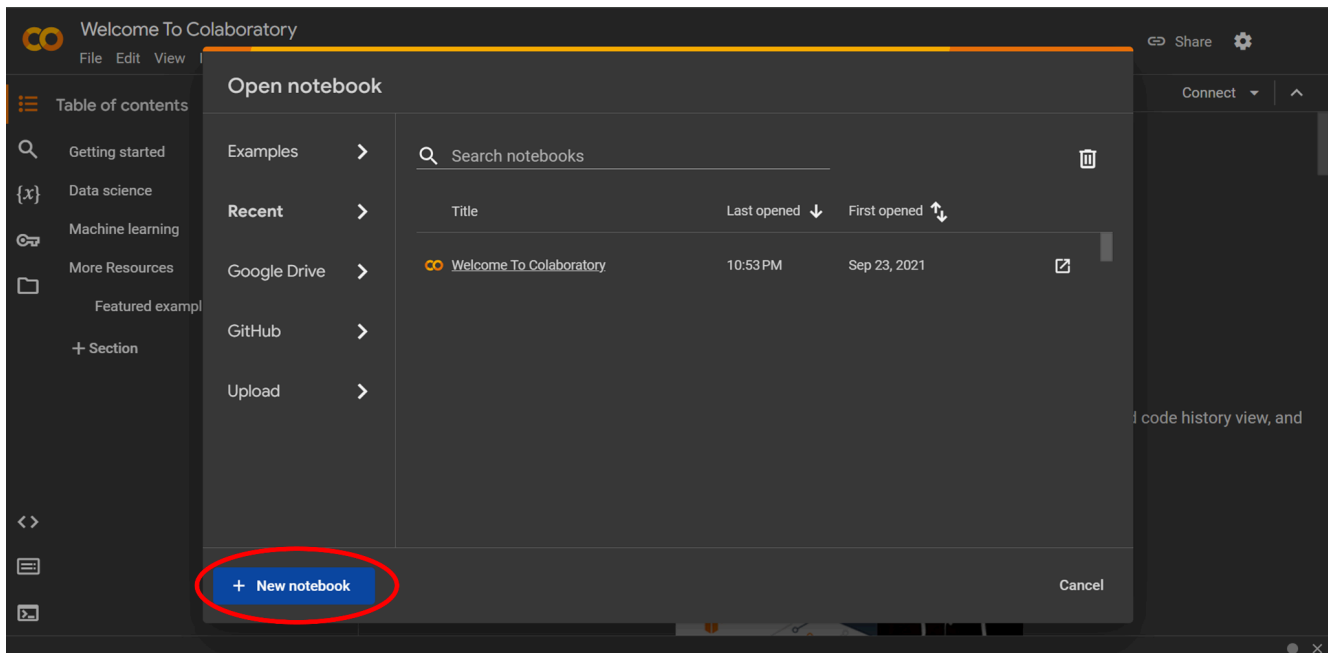 Welcome To Colaboratory
File Edit View
Share
Connect
Table of contents
Getting started
Data science
Machine learning
More Resources
Featured exampl
+ Section
Open notebook
Examples
Recent
Google Drive
GitHub
Upload
Search notebooks
Title Last opened First opened
Welcome To Colaboratory 10:53 PM Sep 23, 2021
code history view, and
+ New notebook
Cancel